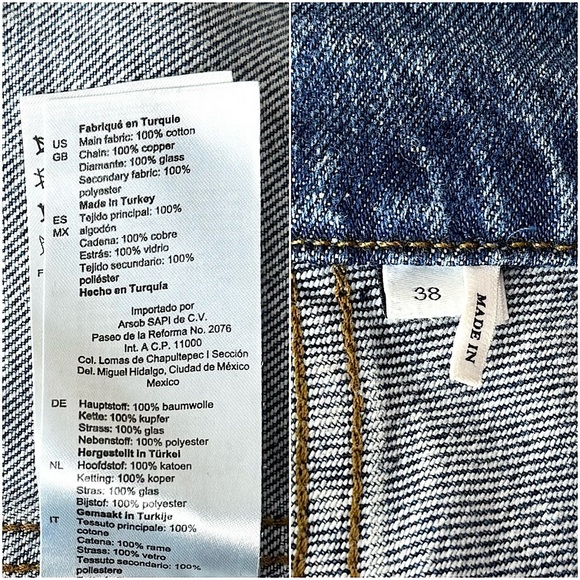 Fabriqué en Turquie
US
GB
Main fabric: 100% cotton
Chain: 100% copper
Diamante: 100% glass
Secondary fabric: 100%
polyester
Made in Turkey
ES
MX
Tejido principal: 100%
algodón
Cadena: 100% cobre
Estrás: 100% vidrio
Tejido secundario: 100%
poliéster
Hecho en Turquía
Importado por
Arsob SAPI de C.V.
Paseo de la Reforma No. 2076
Int. A C.P. 11000
Col. Lomas de Chapultepec I Sección
Del. Miguel Hidalgo, Ciudad de México
Mexico
DE Hauptstoff: 100% baumwolle
Kette: 100% kupfer
Strass: 100% glas
Nebenstoff: 100% polyester
Hergestellt in Türkei
NL Hoofdstof: 100% katoen
Ketting: 100% koper
Stras: 100% glas
Bijstof: 100% polyester
Gemaakt in Turkije
IT Tessuto principale: 100%
cotone
Catena: 100% rame
Strass: 100% vetro
Tessuto secondario: 100%
poliestere
F
38
MADE IN